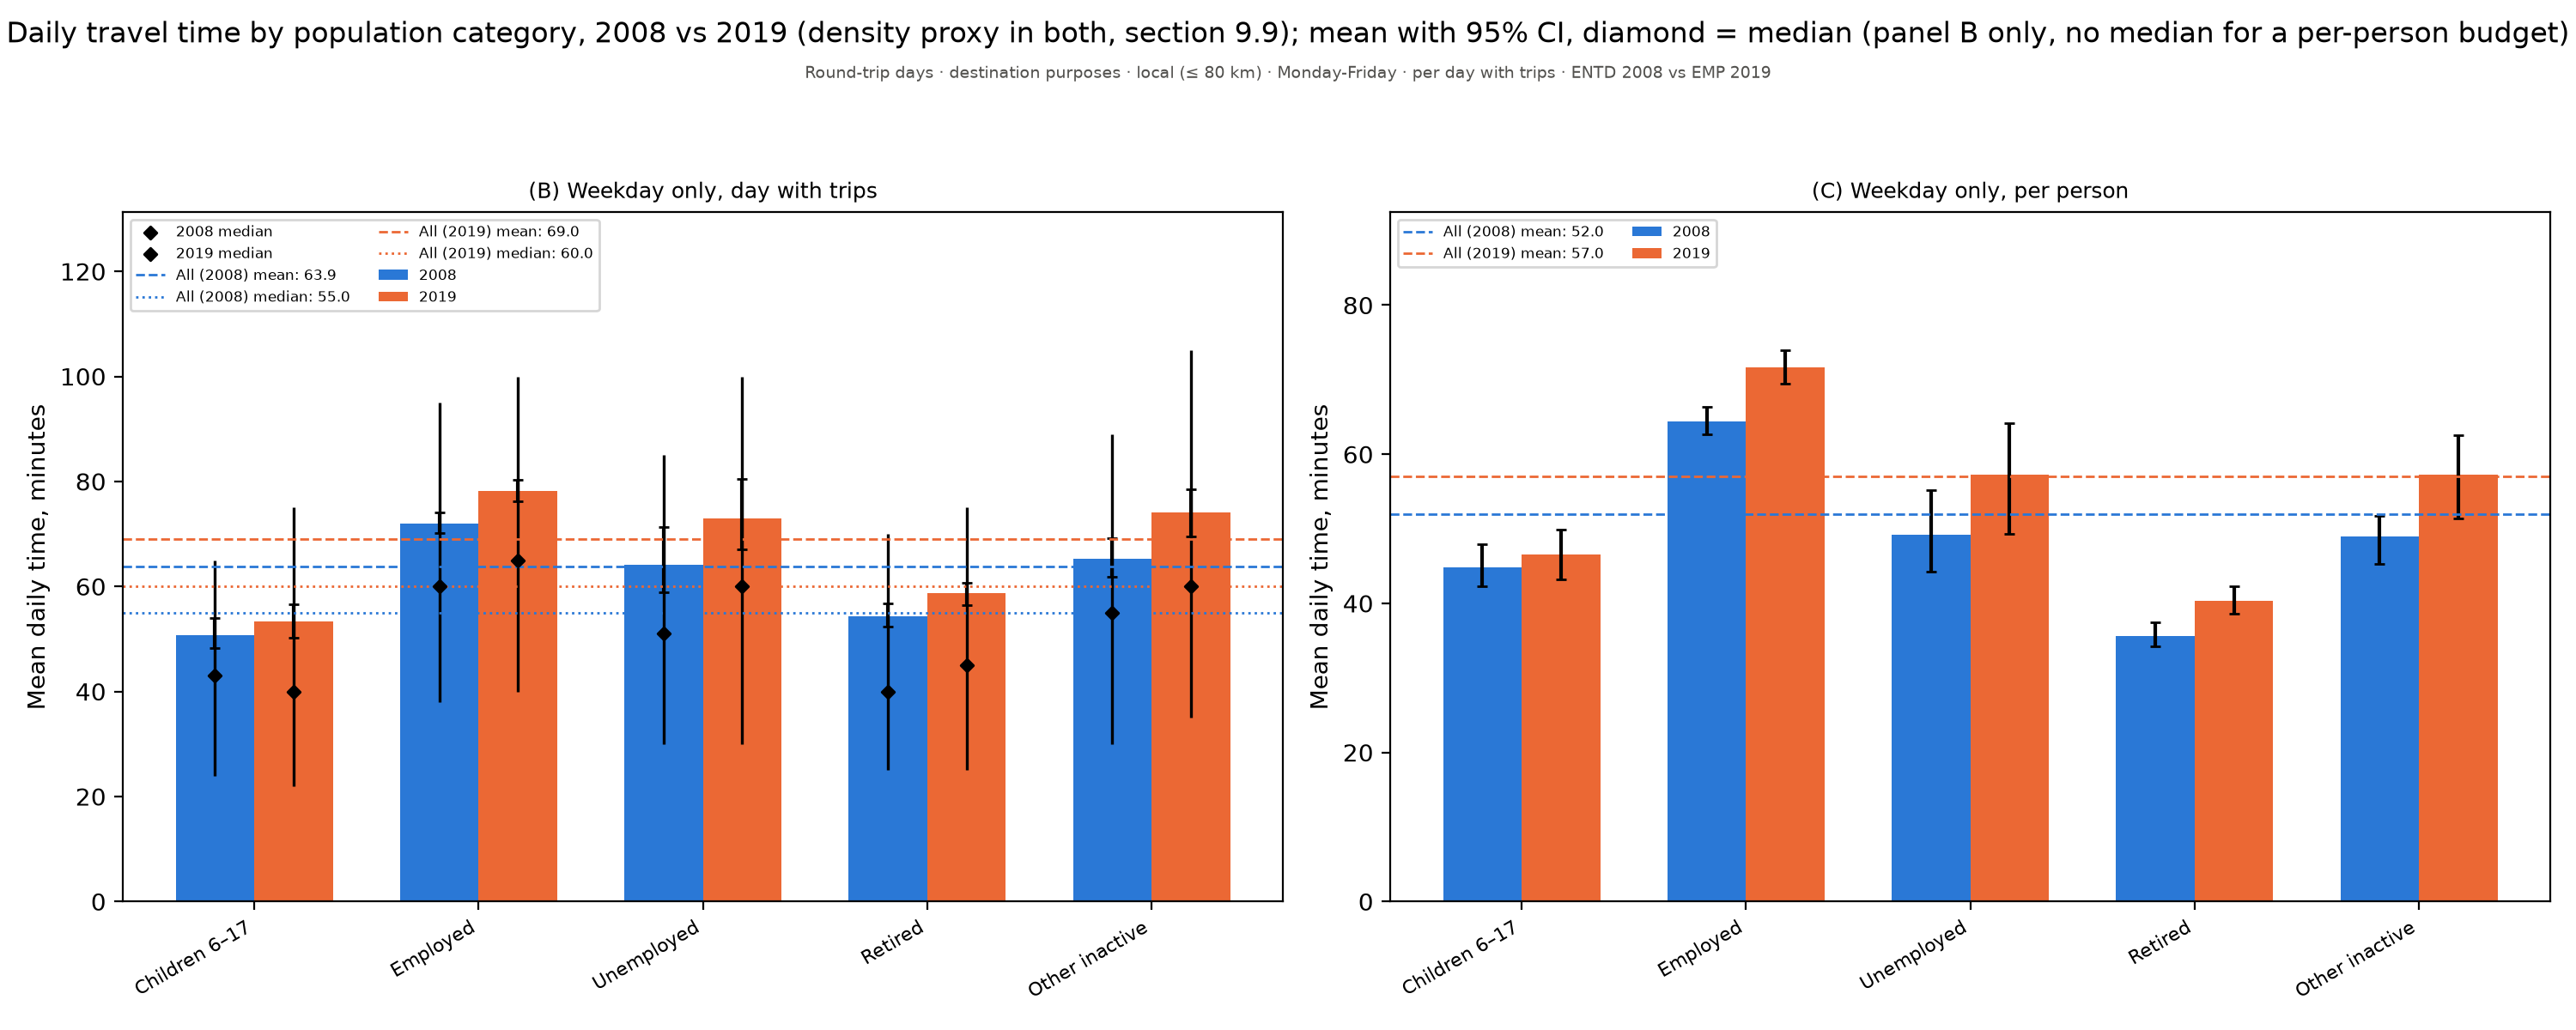 Daily travel time by population category, 2008 vs 2019 (density proxy in both, section 9.9); mean with 95% CI, diamond = median (panel B only, no median for a per-person budget)
Round-trip days · destination purposes · local (≤ 80 km) · Monday-Friday · per day with trips · ENTD 2008 vs EMP 2019
(B) Weekday only, day with trips
2008 median
2019 median
All (2008) mean: 63.9
All (2008) median: 55.0
All (2019) mean: 69.0
All (2019) median: 60.0
2008
2019
Mean daily time, minutes
120
100
80
60
40
20
0
Children 6–17
Employed
Unemployed
Retired
Other inactive
(C) Weekday only, per person
All (2008) mean: 52.0
All (2019) mean: 57.0
2008
2019
Mean daily time, minutes
80
60
40
20
0
Children 6–17
Employed
Unemployed
Retired
Other inactive